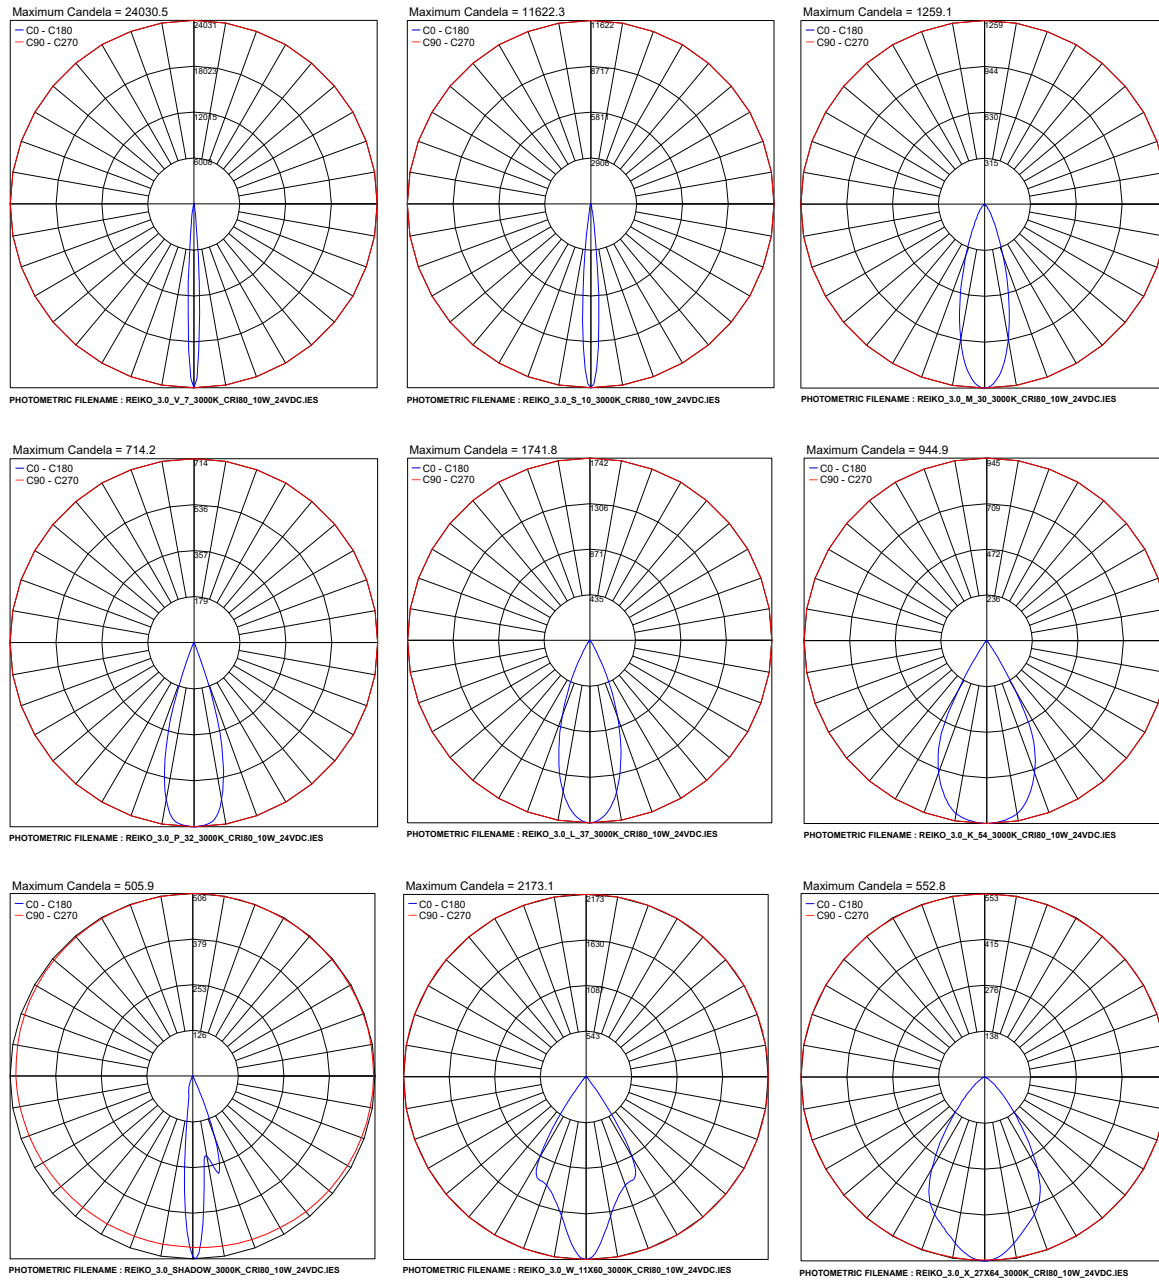 Maximum Candela = 24030.5
C0 - C180
C90 - C270
24031
18023
12015
6008
PHOTOMETRIC FILENAME : REIKO_3.0_V_7_3000K_CRI80_10W_24VDC.IES
Maximum Candela = 11622.3
C0 - C180
C90 - C270
11622
8717
5811
2906
PHOTOMETRIC FILENAME : REIKO_3.0_S_10_3000K_CRI80_10W_24VDC.IES
Maximum Candela = 1259.1
C0 - C180
C90 - C270
1259
944
630
315
PHOTOMETRIC FILENAME : REIKO_3.0_M_30_3000K_CRI80_10W_24VDC.IES
Maximum Candela = 714.2
C0 - C180
C90 - C270
714
536
357
179
PHOTOMETRIC FILENAME : REIKO_3.0_P_32_3000K_CRI80_10W_24VDC.IES
Maximum Candela = 1741.8
C0 - C180
C90 - C270
1742
1306
871
435
PHOTOMETRIC FILENAME : REIKO_3.0_L_37_3000K_CRI80_10W_24VDC.IES
Maximum Candela = 944.9
C0 - C180
C90 - C270
945
709
472
236
PHOTOMETRIC FILENAME : REIKO_3.0_K_54_3000K_CRI80_10W_24VDC.IES
Maximum Candela = 505.9
C0 - C180
C90 - C270
506
379
253
126
PHOTOMETRIC FILENAME : REIKO_3.0_SHADOW_3000K_CRI80_10W_24VDC.IES
Maximum Candela = 2173.1
C0 - C180
C90 - C270
2173
1630
1087
543
PHOTOMETRIC FILENAME : REIKO_3.0_W_11X60_3000K_CRI80_10W_24VDC.IES
Maximum Candela = 552.8
C0 - C180
C90 - C270
553
415
276
138
PHOTOMETRIC FILENAME : REIKO_3.0_X_27X64_3000K_CRI80_10W_24VDC.IES